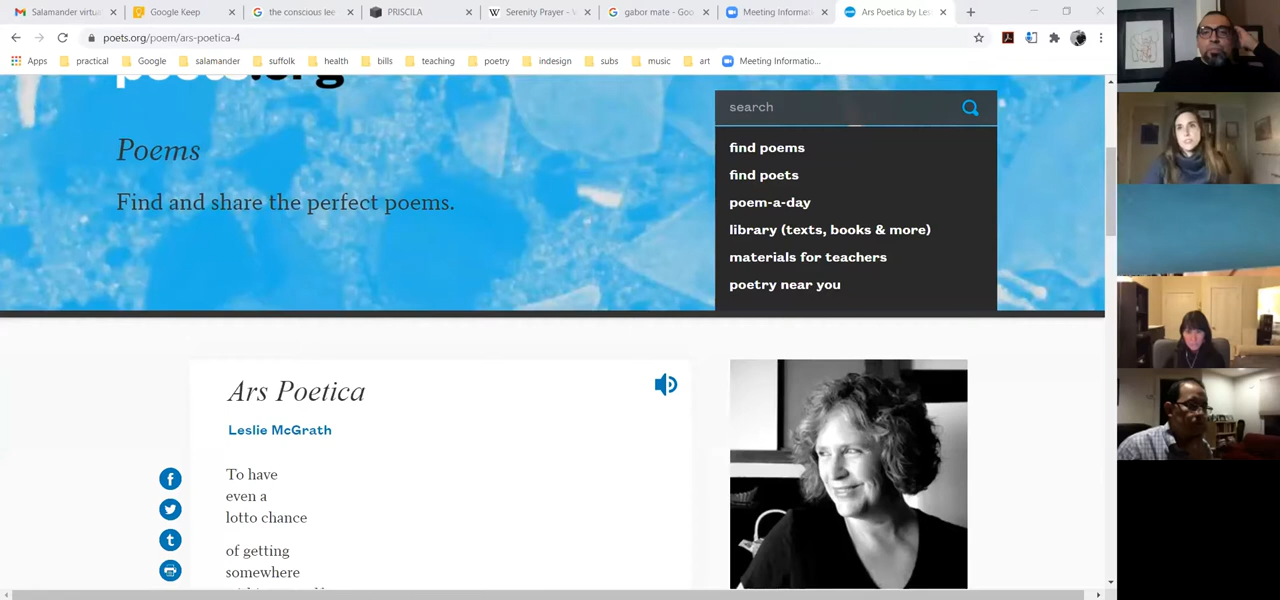 Salamander virtu
Google Keep
the conscious lee
PRISCILA
Serenity Prayer - 
gabor mate - Goo
Meeting Informati
Ars Poetica by Les
poets.org/poem/ars-poetica-4
Apps
practical
Google
salamander
suffolk
health
bills
teaching
poetry
indesign
subs
music
art
Meeting Informatio...
search
find poems
Poems
find poets
Find and share the perfect poems.
poem-a-day
library (texts, books & more)
materials for teachers
poetry near you
Ars Poetica
Leslie McGrath
To have
even a
lotto chance
of getting
somewhere